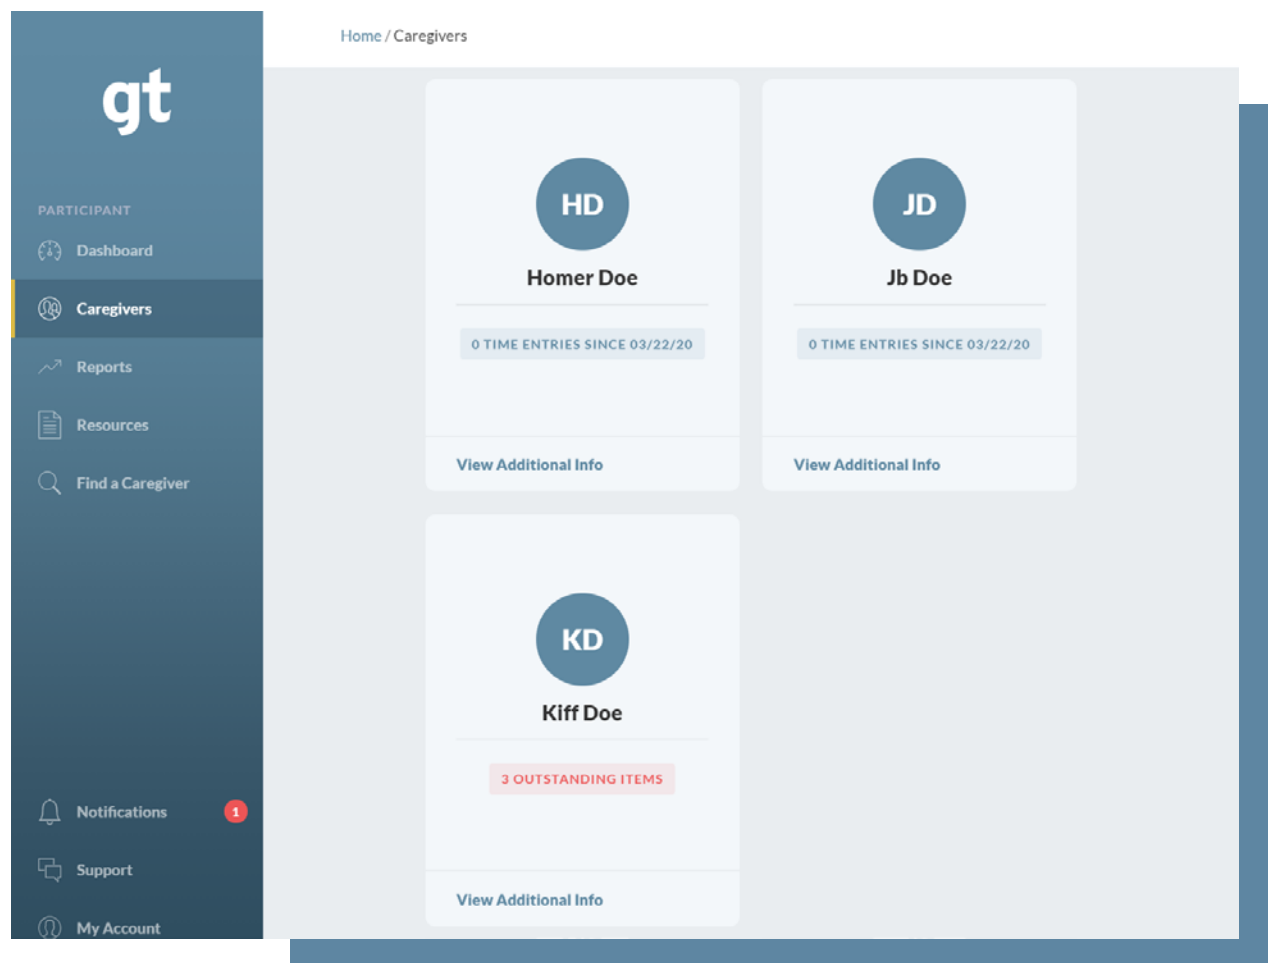 gt
Home / Caregivers
PARTICIPANT
Dashboard
Caregivers
Reports
Resources
Find a Caregiver
Notifications 1
Support
My Account
HD
Homer Doe
0 TIME ENTRIES SINCE 03/22/20
View Additional Info
JD
Jb Doe
0 TIME ENTRIES SINCE 03/22/20
View Additional Info
KD
Kiff Doe
3 OUTSTANDING ITEMS
View Additional Info